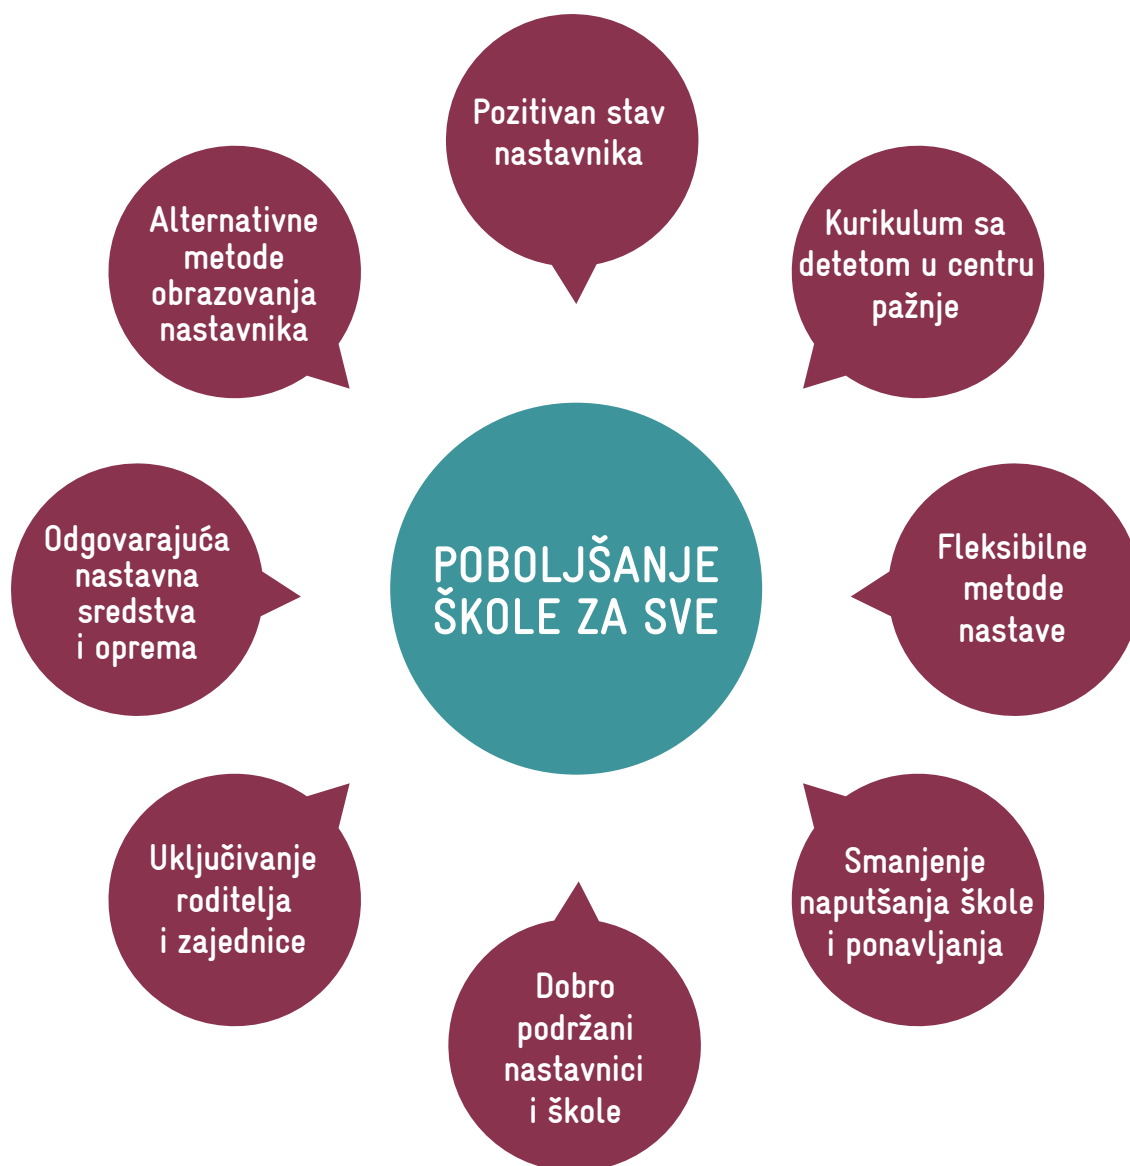 Pozitivan stav
nastavnika
Kurikulum sa
detetom u centru
pažnje
Fleksibilne
metode
nastave
Smanjenje
naputšanja škole
i ponavljanja
Dobro
podržani
nastavnici
i škole
Uključivanje
roditelja
i zajednice
Odgovarajuća
nastavna
sredstva
i oprema
Alternativne
metode
obrazovanja
nastavnika
POBOLJŠANJE
ŠKOLE ZA SVE